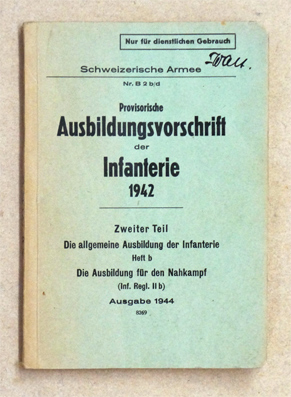 Nur für dienstlichen Gebrauch
Schweizerische Armee
Nr. B 2 b/d
Provisorische
Ausbildungsvorschrift
der
Infanterie
1942
Zweiter Teil
Die allgemeine Ausbildung der Infanterie
Heft b
Die Ausbildung für den Nahkampf
(Inf. Regl. II b)
Ausgabe 1944